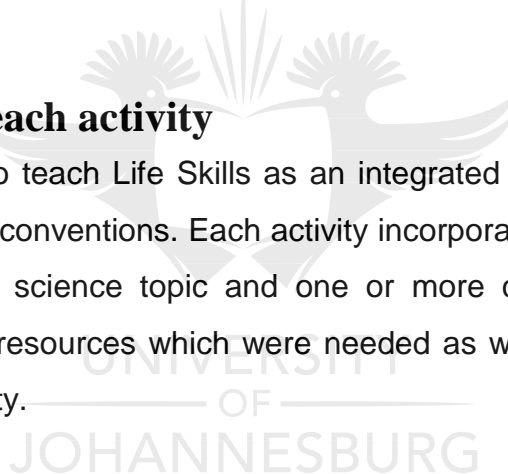 each activity
o teach Life Skills as an integrated
conventions. Each activity incorpora
science topic and one or more
resources which were needed as w
UNIVERSITY
ty.
OF
JOHANNESBURG